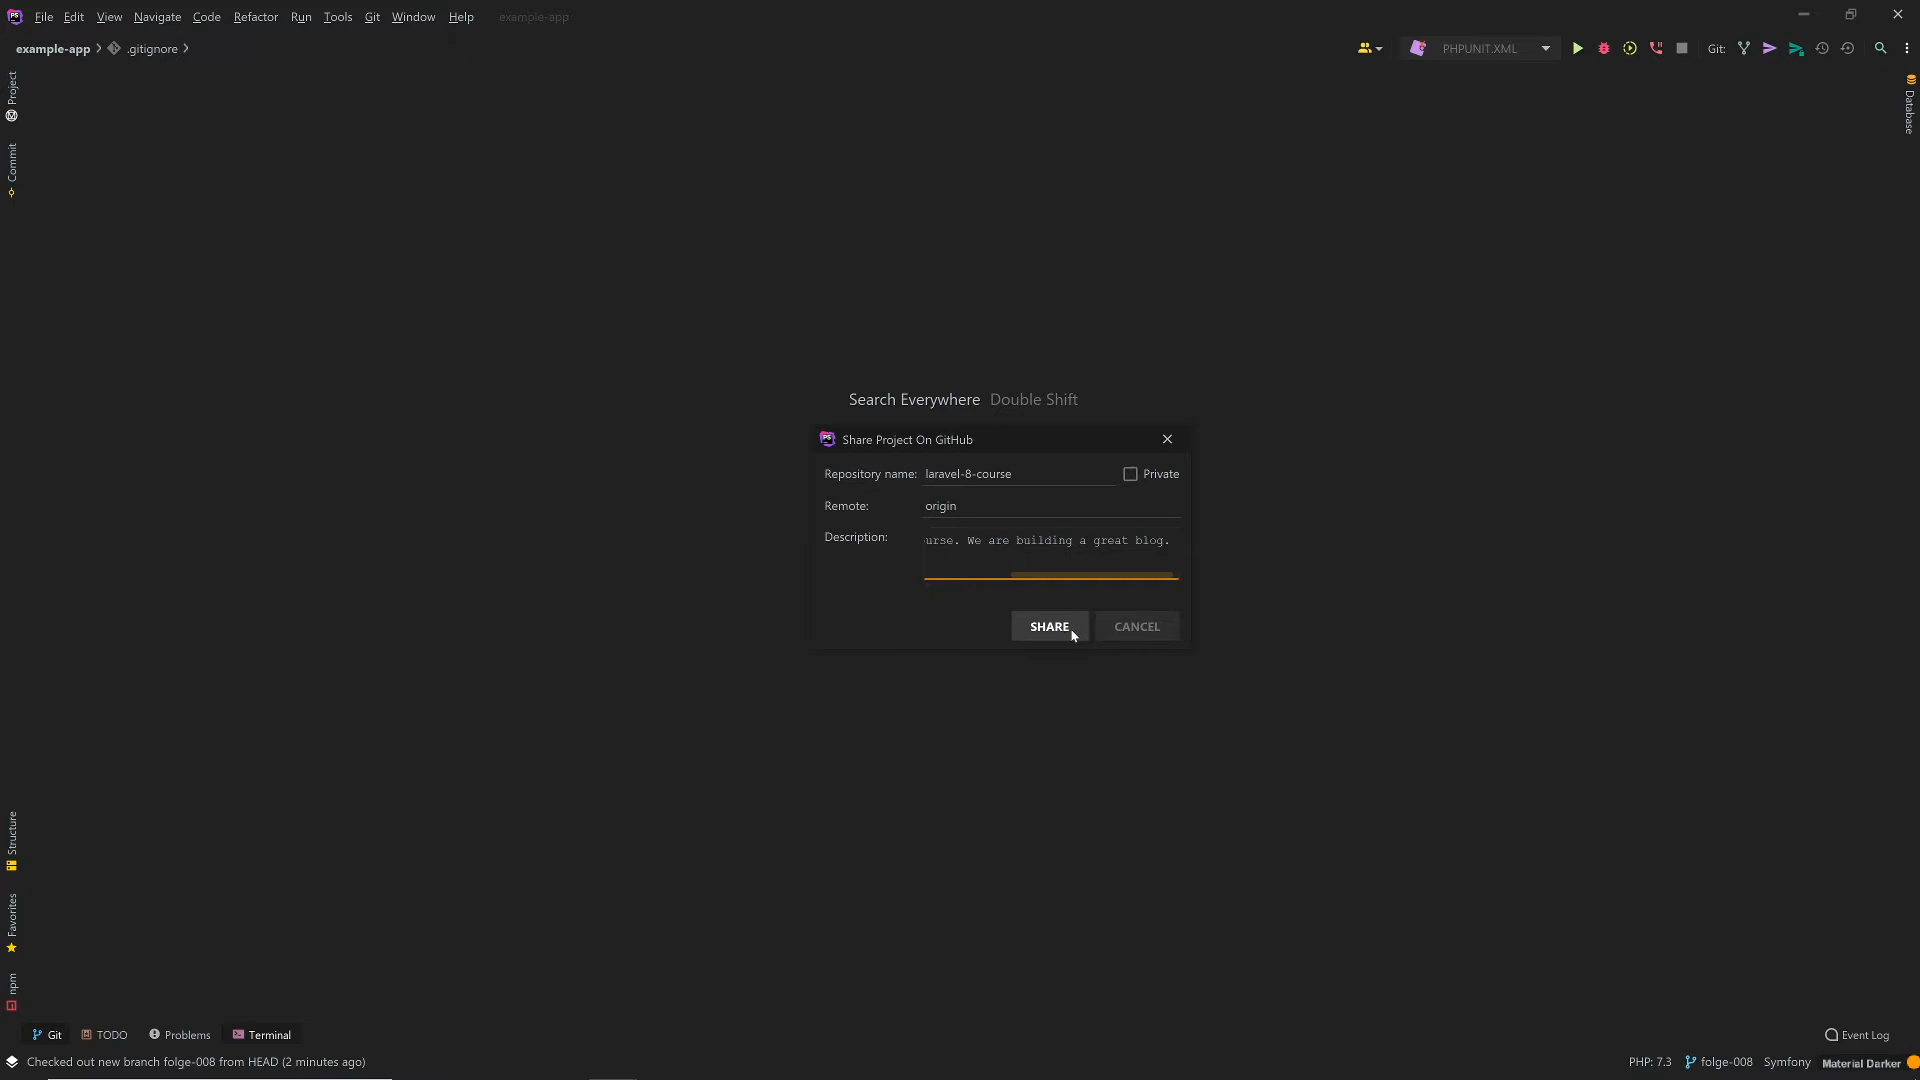 File Edit View Navigate Code Refactor Run Tools Git Window Help example-app
example-app .gitignore PHPUNIT.XML Git:
Project
Commit
Database
Search Everywhere Double Shift
Share Project On GitHub
Repository name: laravel-8-course Private
Remote: origin
Description: urse. We are building a great blog.
SHARE CANCEL
Structure
Favorites
npm
Git TODO Problems Terminal Event Log
Checked out new branch folge-008 from HEAD (2 minutes ago) PHP: 7.3 folge-008 Symfony Material Darker